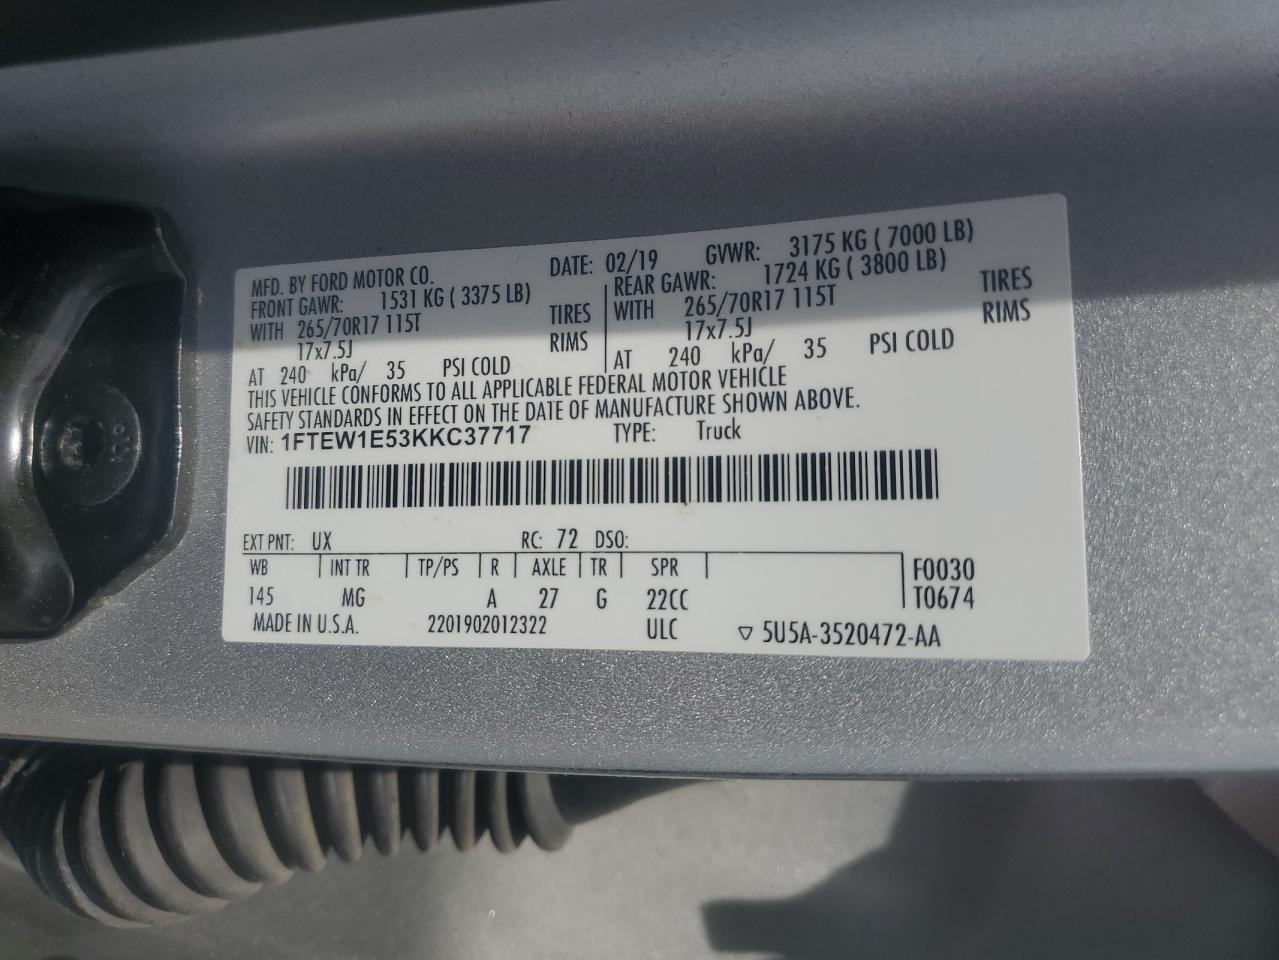 MFD. BY FORD MOTOR CO. DATE: 02/19 GVWR: 3175 KG ( 7000 LB)
FRONT GAWR: 1531 KG ( 3375 LB) REAR GAWR: 1724 KG ( 3800 LB)
WITH 265/70R17 115T TIRES WITH 265/70R17 115T TIRES
17x7.5J RIMS 17x7.5J RIMS
AT 240 kPa/ 35 PSI COLD AT 240 kPa/ 35 PSI COLD
THIS VEHICLE CONFORMS TO ALL APPLICABLE FEDERAL MOTOR VEHICLE
SAFETY STANDARDS IN EFFECT ON THE DATE OF MANUFACTURE SHOWN ABOVE.
VIN: 1FTEW1E53KKC37717 TYPE: Truck
EXT PNT: UX RC: 72 DSO:
WB INT TR TP/PS R AXLE TR SPR F0030
145 MG A 27 G 22CC T0674
MADE IN U.S.A. 2201902012322 ULC ▽ 5U5A-3520472-AA